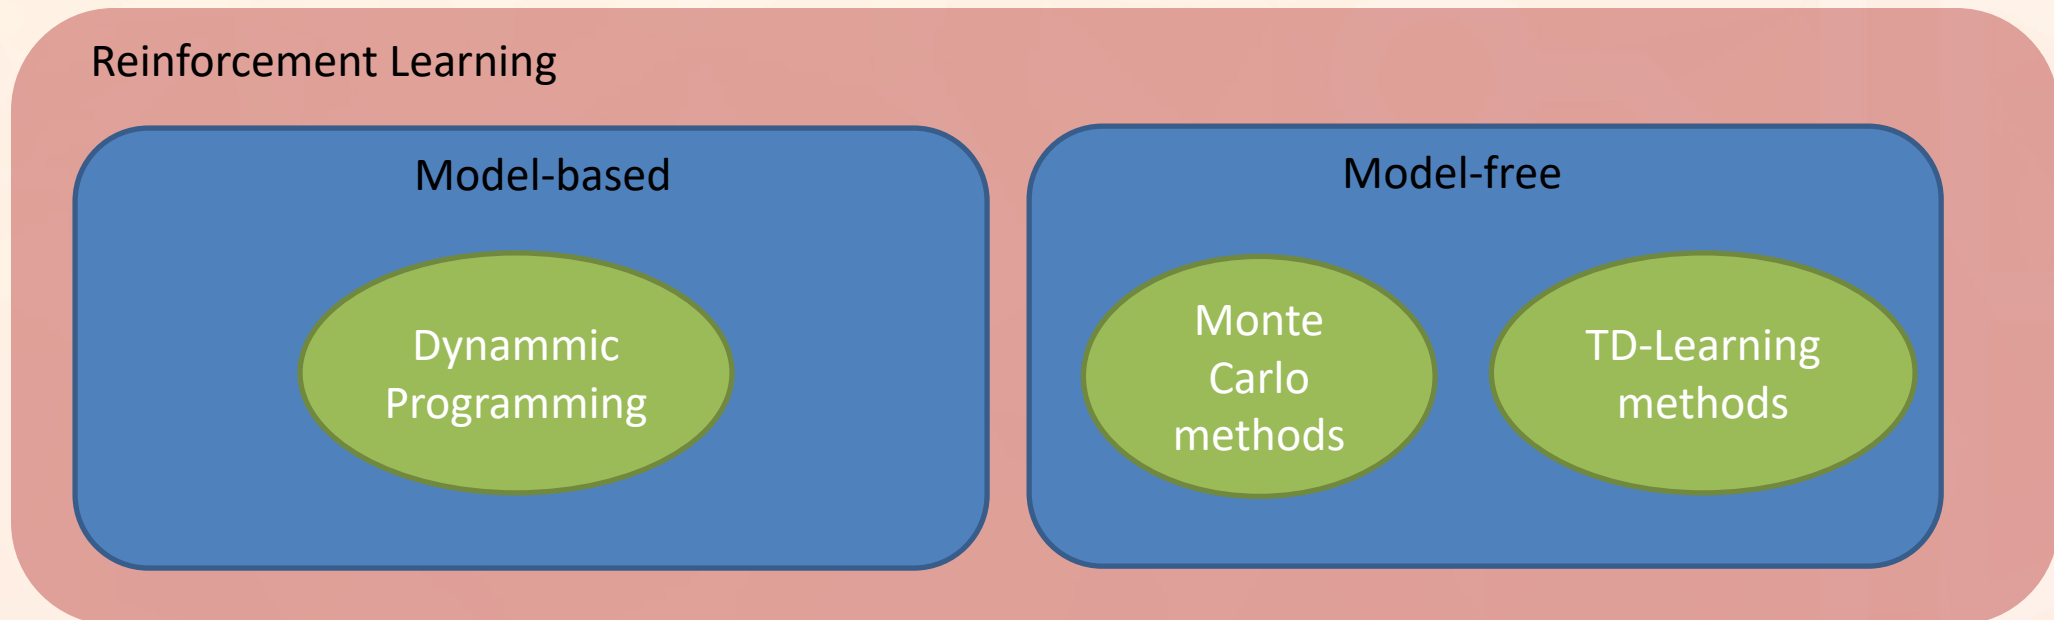 Reinforcement Learning
Model-based
Dynammic
Programming
Model-free
Monte
Carlo
methods
TD-Learning
methods